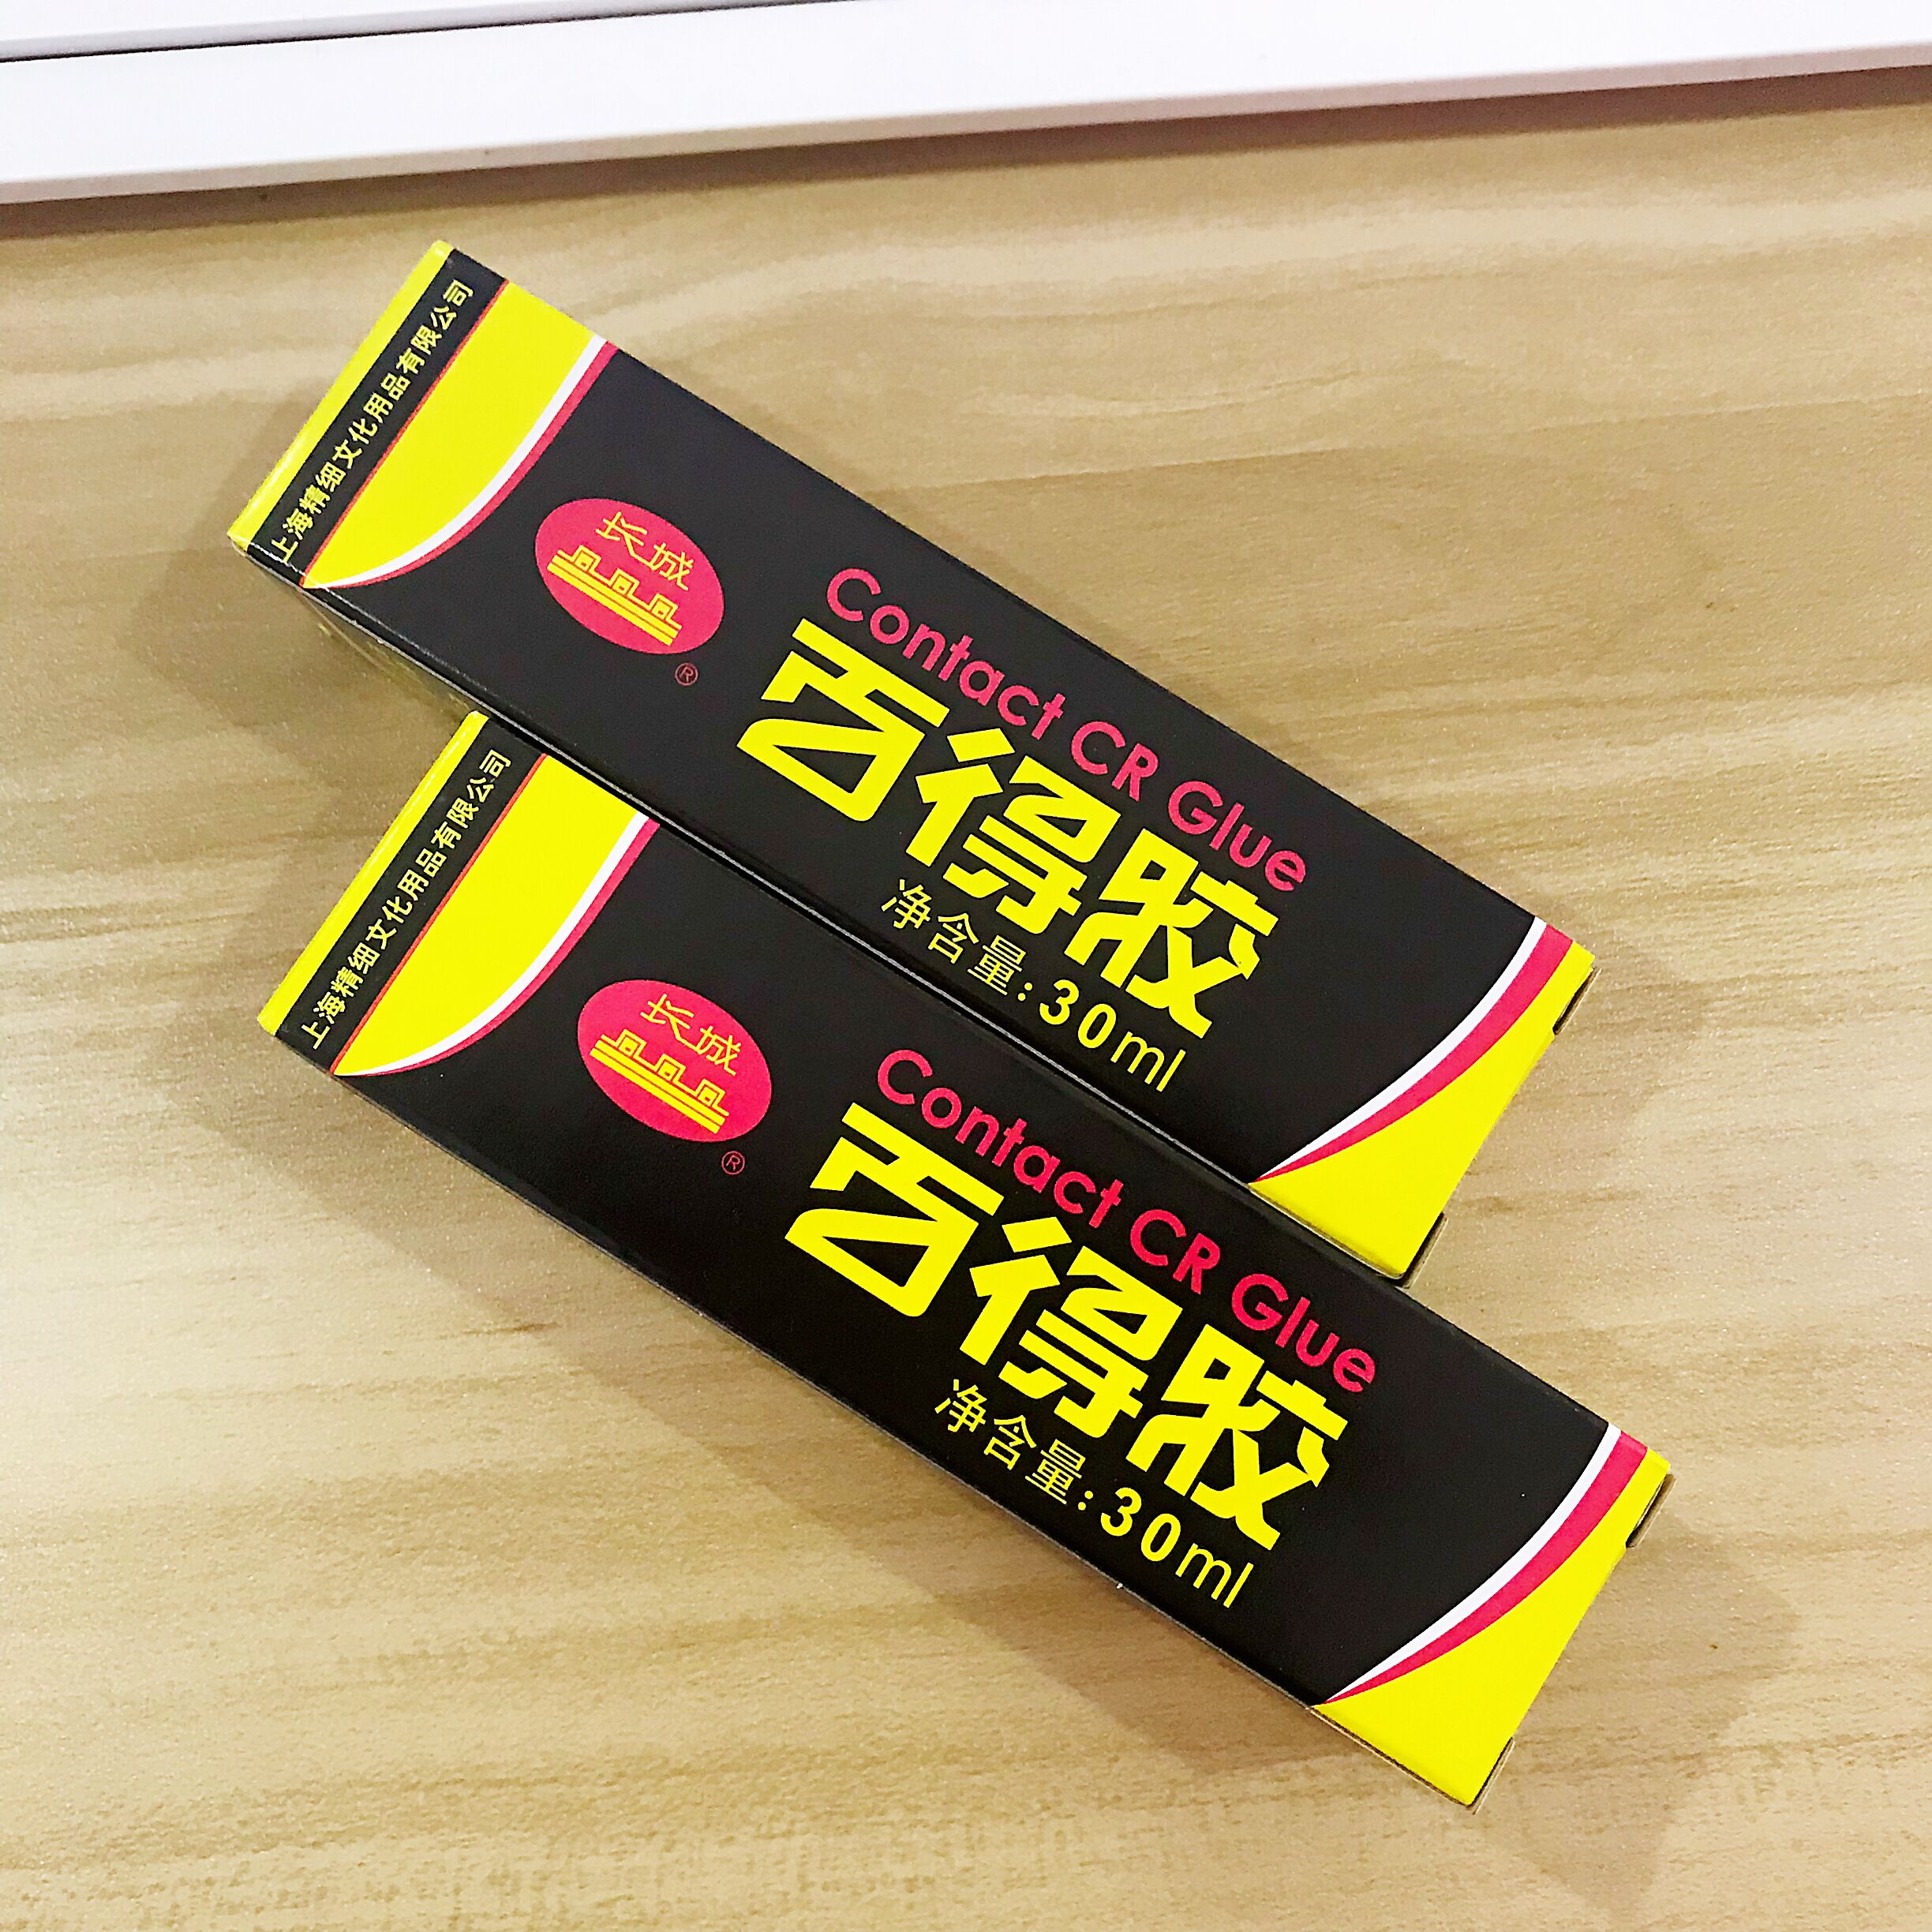 上海精细文化用品有限公司
长城
®
Contact CR Glue
百得胶
净含量:30ml
上海精细文化用品有限公司
长城
®
Contact CR Glue
百得胶
净含量:30ml